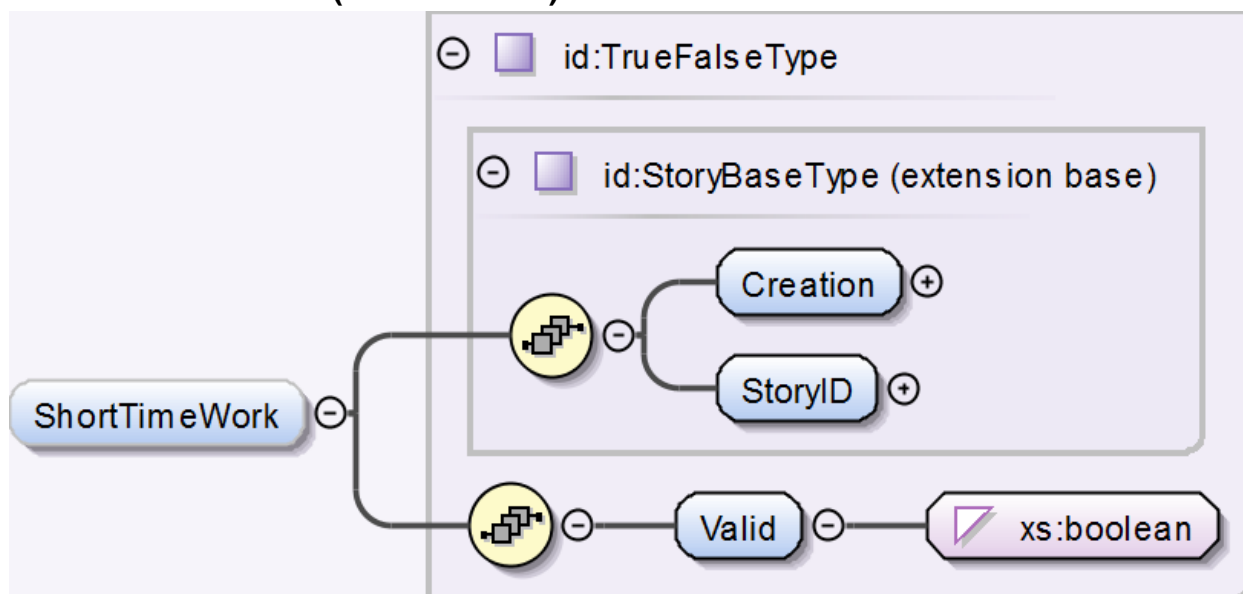 id:TrueFalseType
id:StoryBaseType (extension base)
Creation
StoryID
ShortTimeWork
Valid
xs:boolean